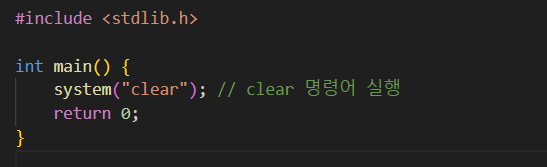 #include <stdlib.h>
int main() {
    system("clear"); // clear 명령어 실행
    return 0;
}